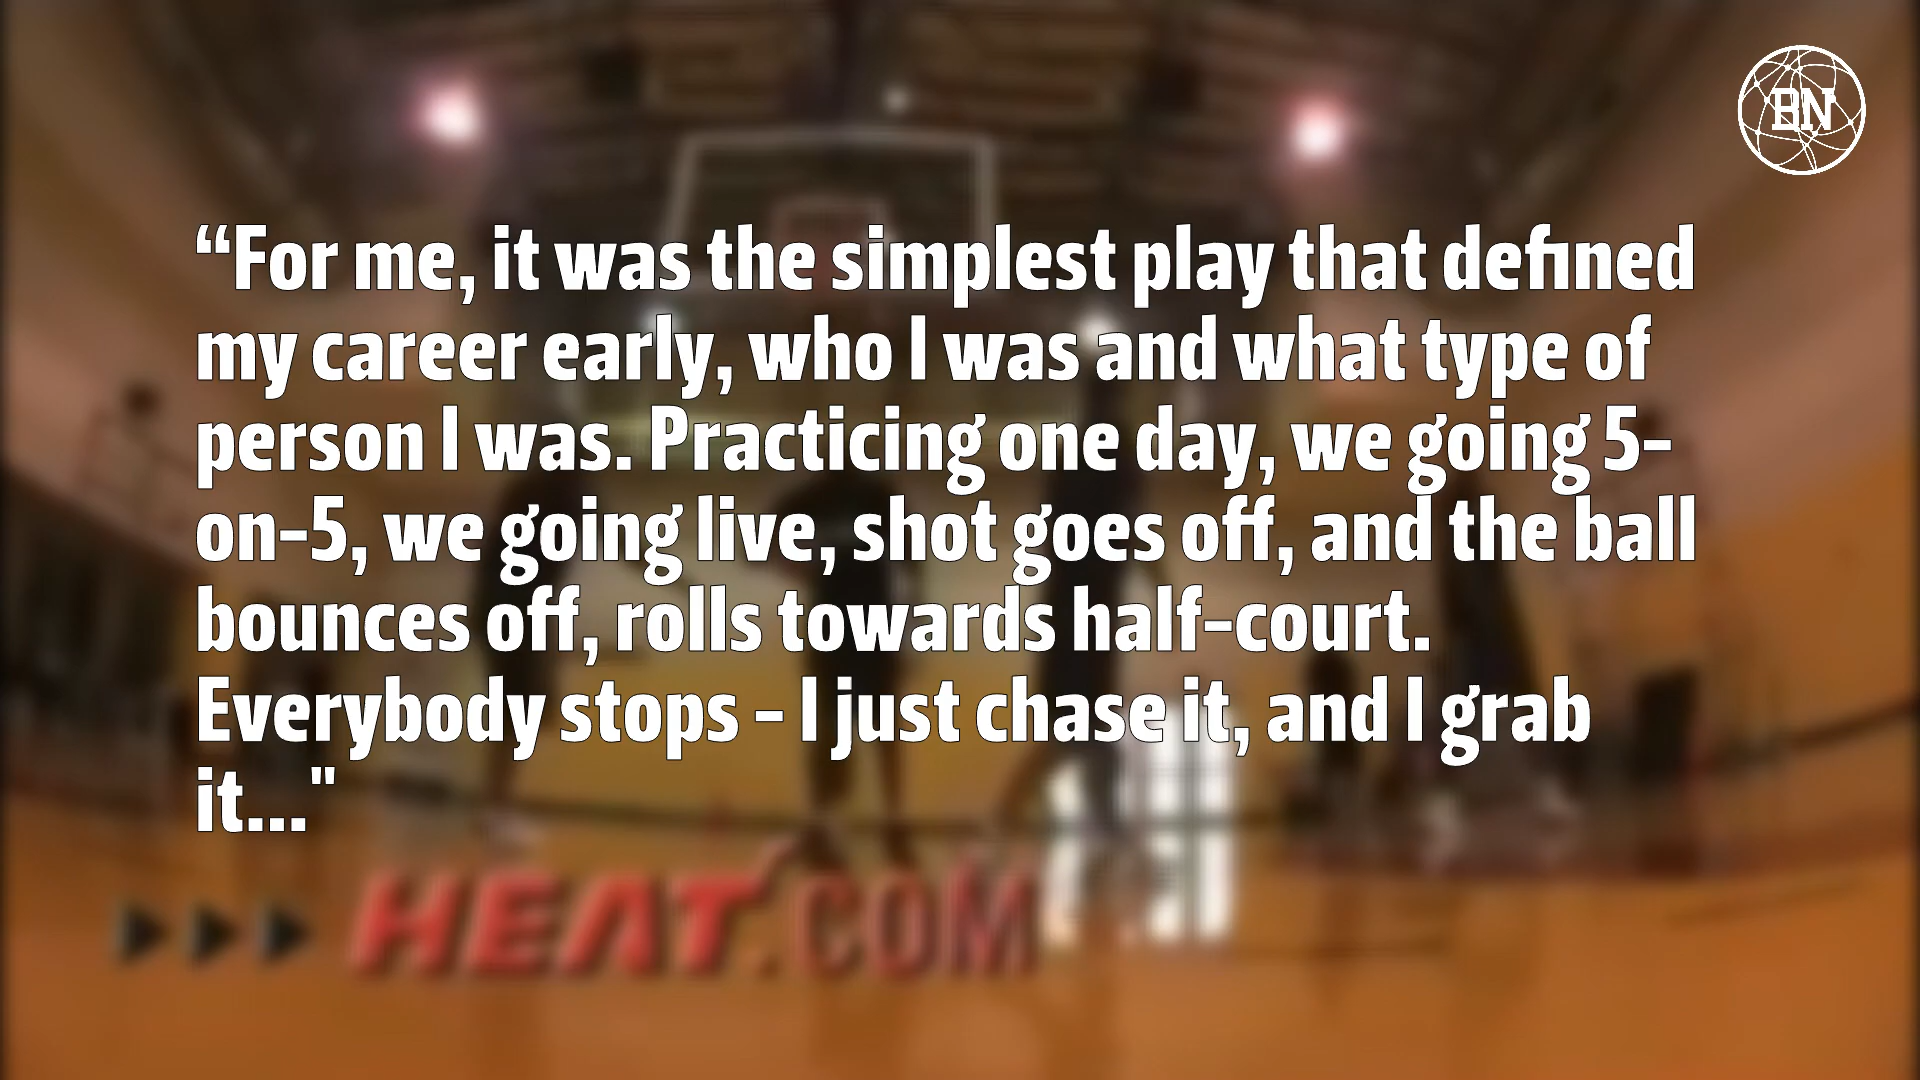 BN
“For me, it was the simplest play that defined
my career early, who I was and what type of
person I was. Practicing one day, we going 5-
on-5, we going live, shot goes off, and the ball
bounces off, rolls towards half-court.
Everybody stops - I just chase it, and I grab
it..."
HEAT.COM